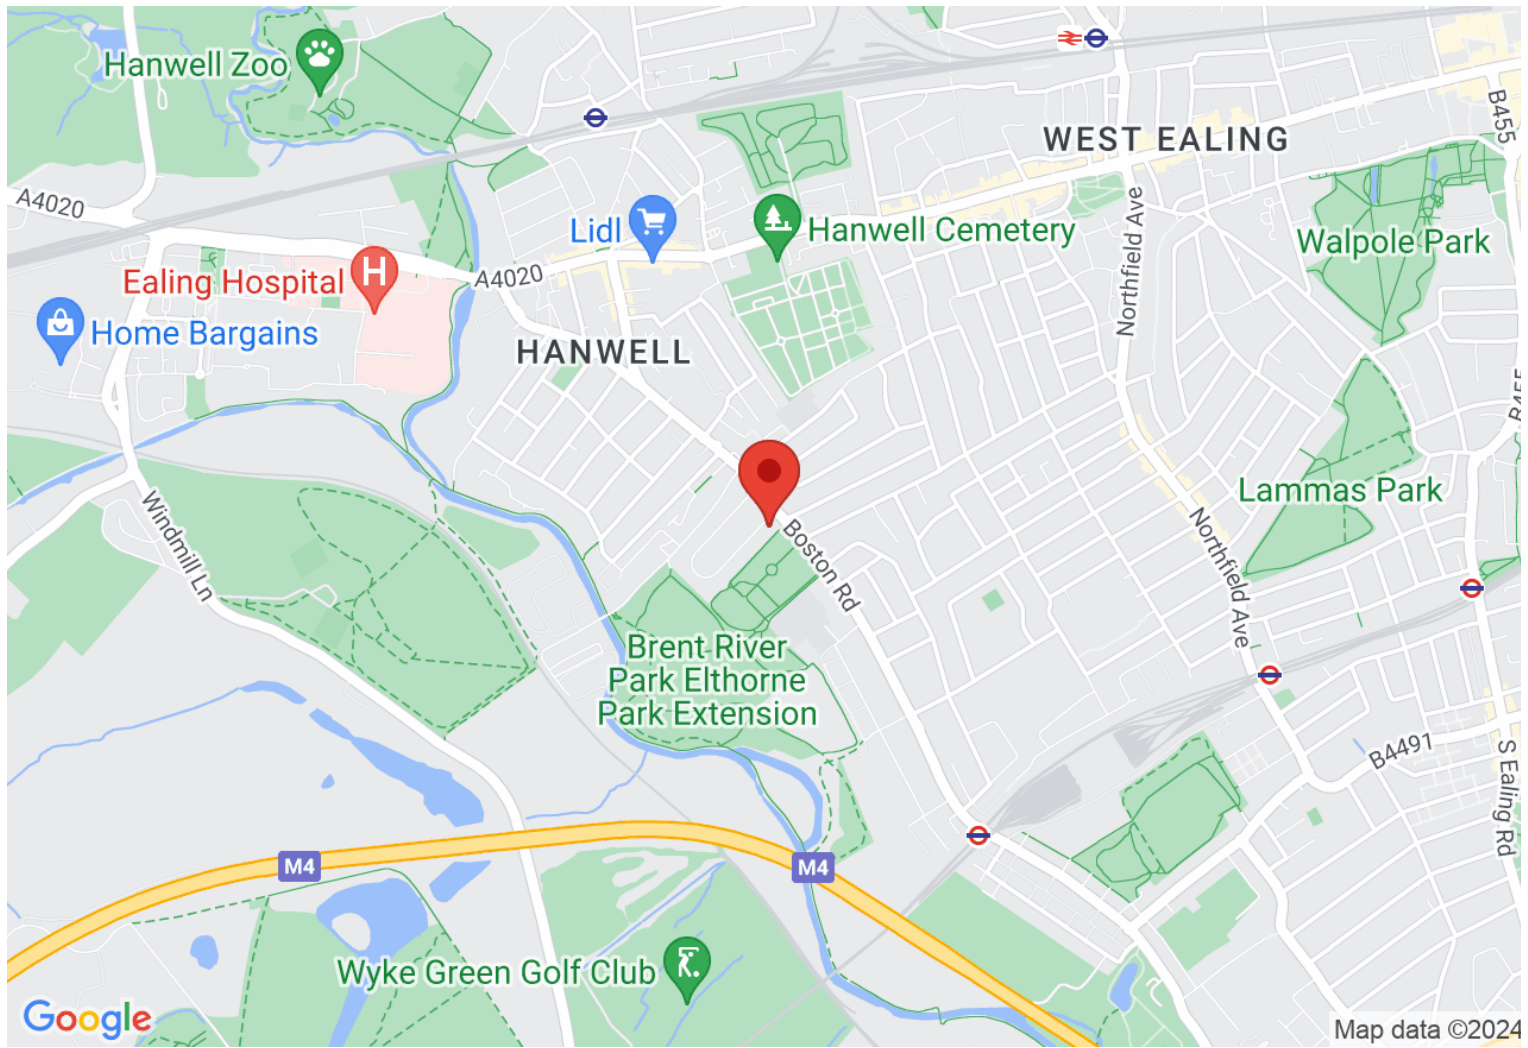 Hanwell Zoo
B455
WEST EALING
A4020
Lidl
Hanwell Cemetery
Walpole Park
Ealing Hospital
A4020
Northfield Ave
Home Bargains
HANWELL
B455
Lammas Park
Windmill Ln
Boston Rd
Northfield Ave
Brent River
Park Elthorne
Park Extension
B4491
S Ealing Rd
M4
M4
Wyke Green Golf Club
Google
Map data ©2024